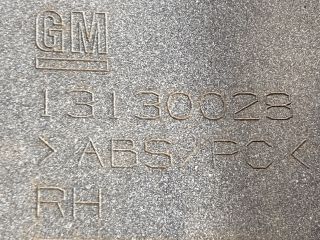 GM
13130028
> ABS/PC <
RH